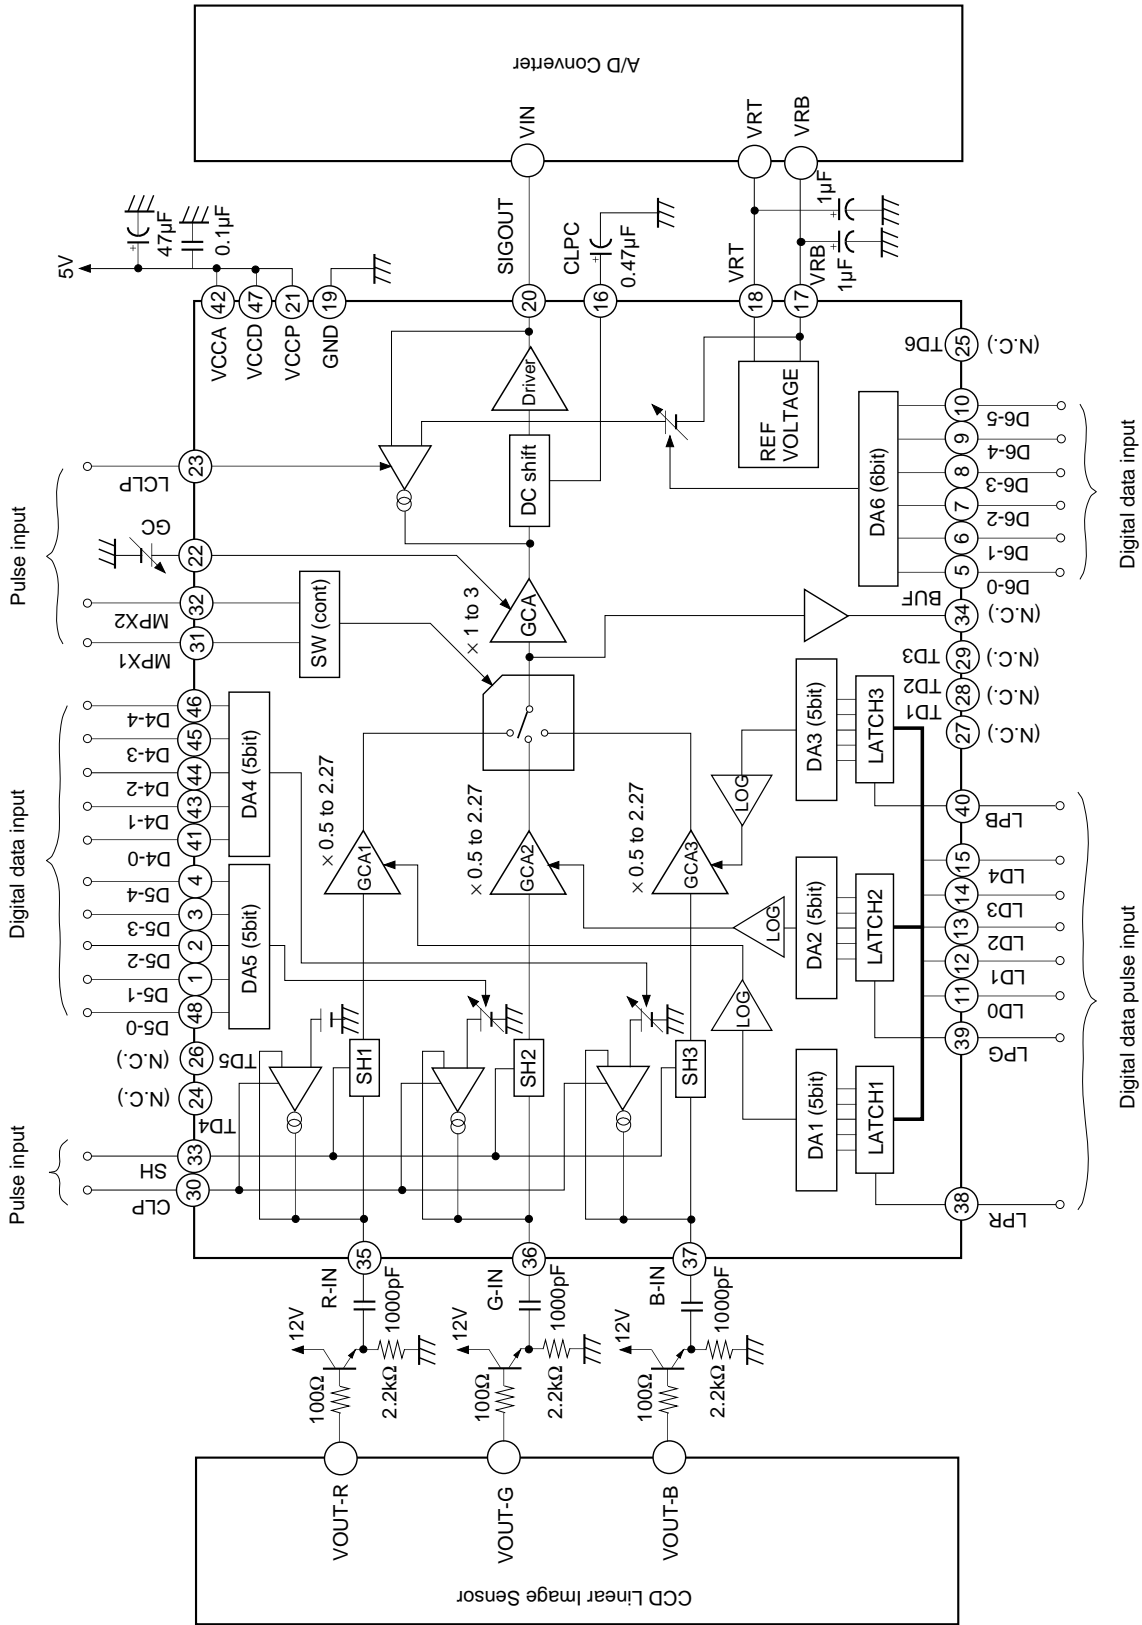 A/D Converter
VIN
VRT
VRB
5V
47µF
0.1µF
SIGOUT
CLPC
0.47µF
VRT
VRB
1µF
1µF
42
47
21
19
20
16
18
17
VCCA
VCCD
VCCP
GND
Pulse input
LCLP
23
GC
22
MPX2
32
MPX1
31
SW (cont)
Driver
DC shift
REF
VOLTAGE
GCA
× 1 to 3
DA6 (6bit)
TD6
25
(N.C.)
10
D6-5
9
D6-4
8
D6-3
7
D6-2
6
D6-1
5
D6-0
Digital data input
BUF
34
(N.C.)
TD3
29
(N.C.)
TD2
28
(N.C.)
TD1
27
(N.C.)
Digital data input
D4-4
46
D4-3
45
D4-2
44
D4-1
43
D4-0
41
DA4 (5bit)
D5-4
4
D5-3
3
D5-2
2
D5-1
1
D5-0
48
DA5 (5bit)
× 0.5 to 2.27
GCA1
× 0.5 to 2.27
GCA2
× 0.5 to 2.27
GCA3
LOG
DA3 (5bit)
LATCH3
LOG
DA2 (5bit)
LATCH2
LOG
DA1 (5bit)
LATCH1
40
LPB
15
LD4
14
LD3
13
LD2
12
LD1
11
LD0
39
LPG
38
LPR
Digital data pulse input
(N.C.)
26
TD5
(N.C.)
24
TD4
Pulse input
SH
33
CLP
30
SH1
SH2
SH3
35
R-IN
36
G-IN
37
B-IN
1000pF
1000pF
1000pF
12V
12V
12V
100Ω
2.2kΩ
100Ω
2.2kΩ
100Ω
2.2kΩ
VOUT-R
VOUT-G
VOUT-B
CCD Linear Image Sensor